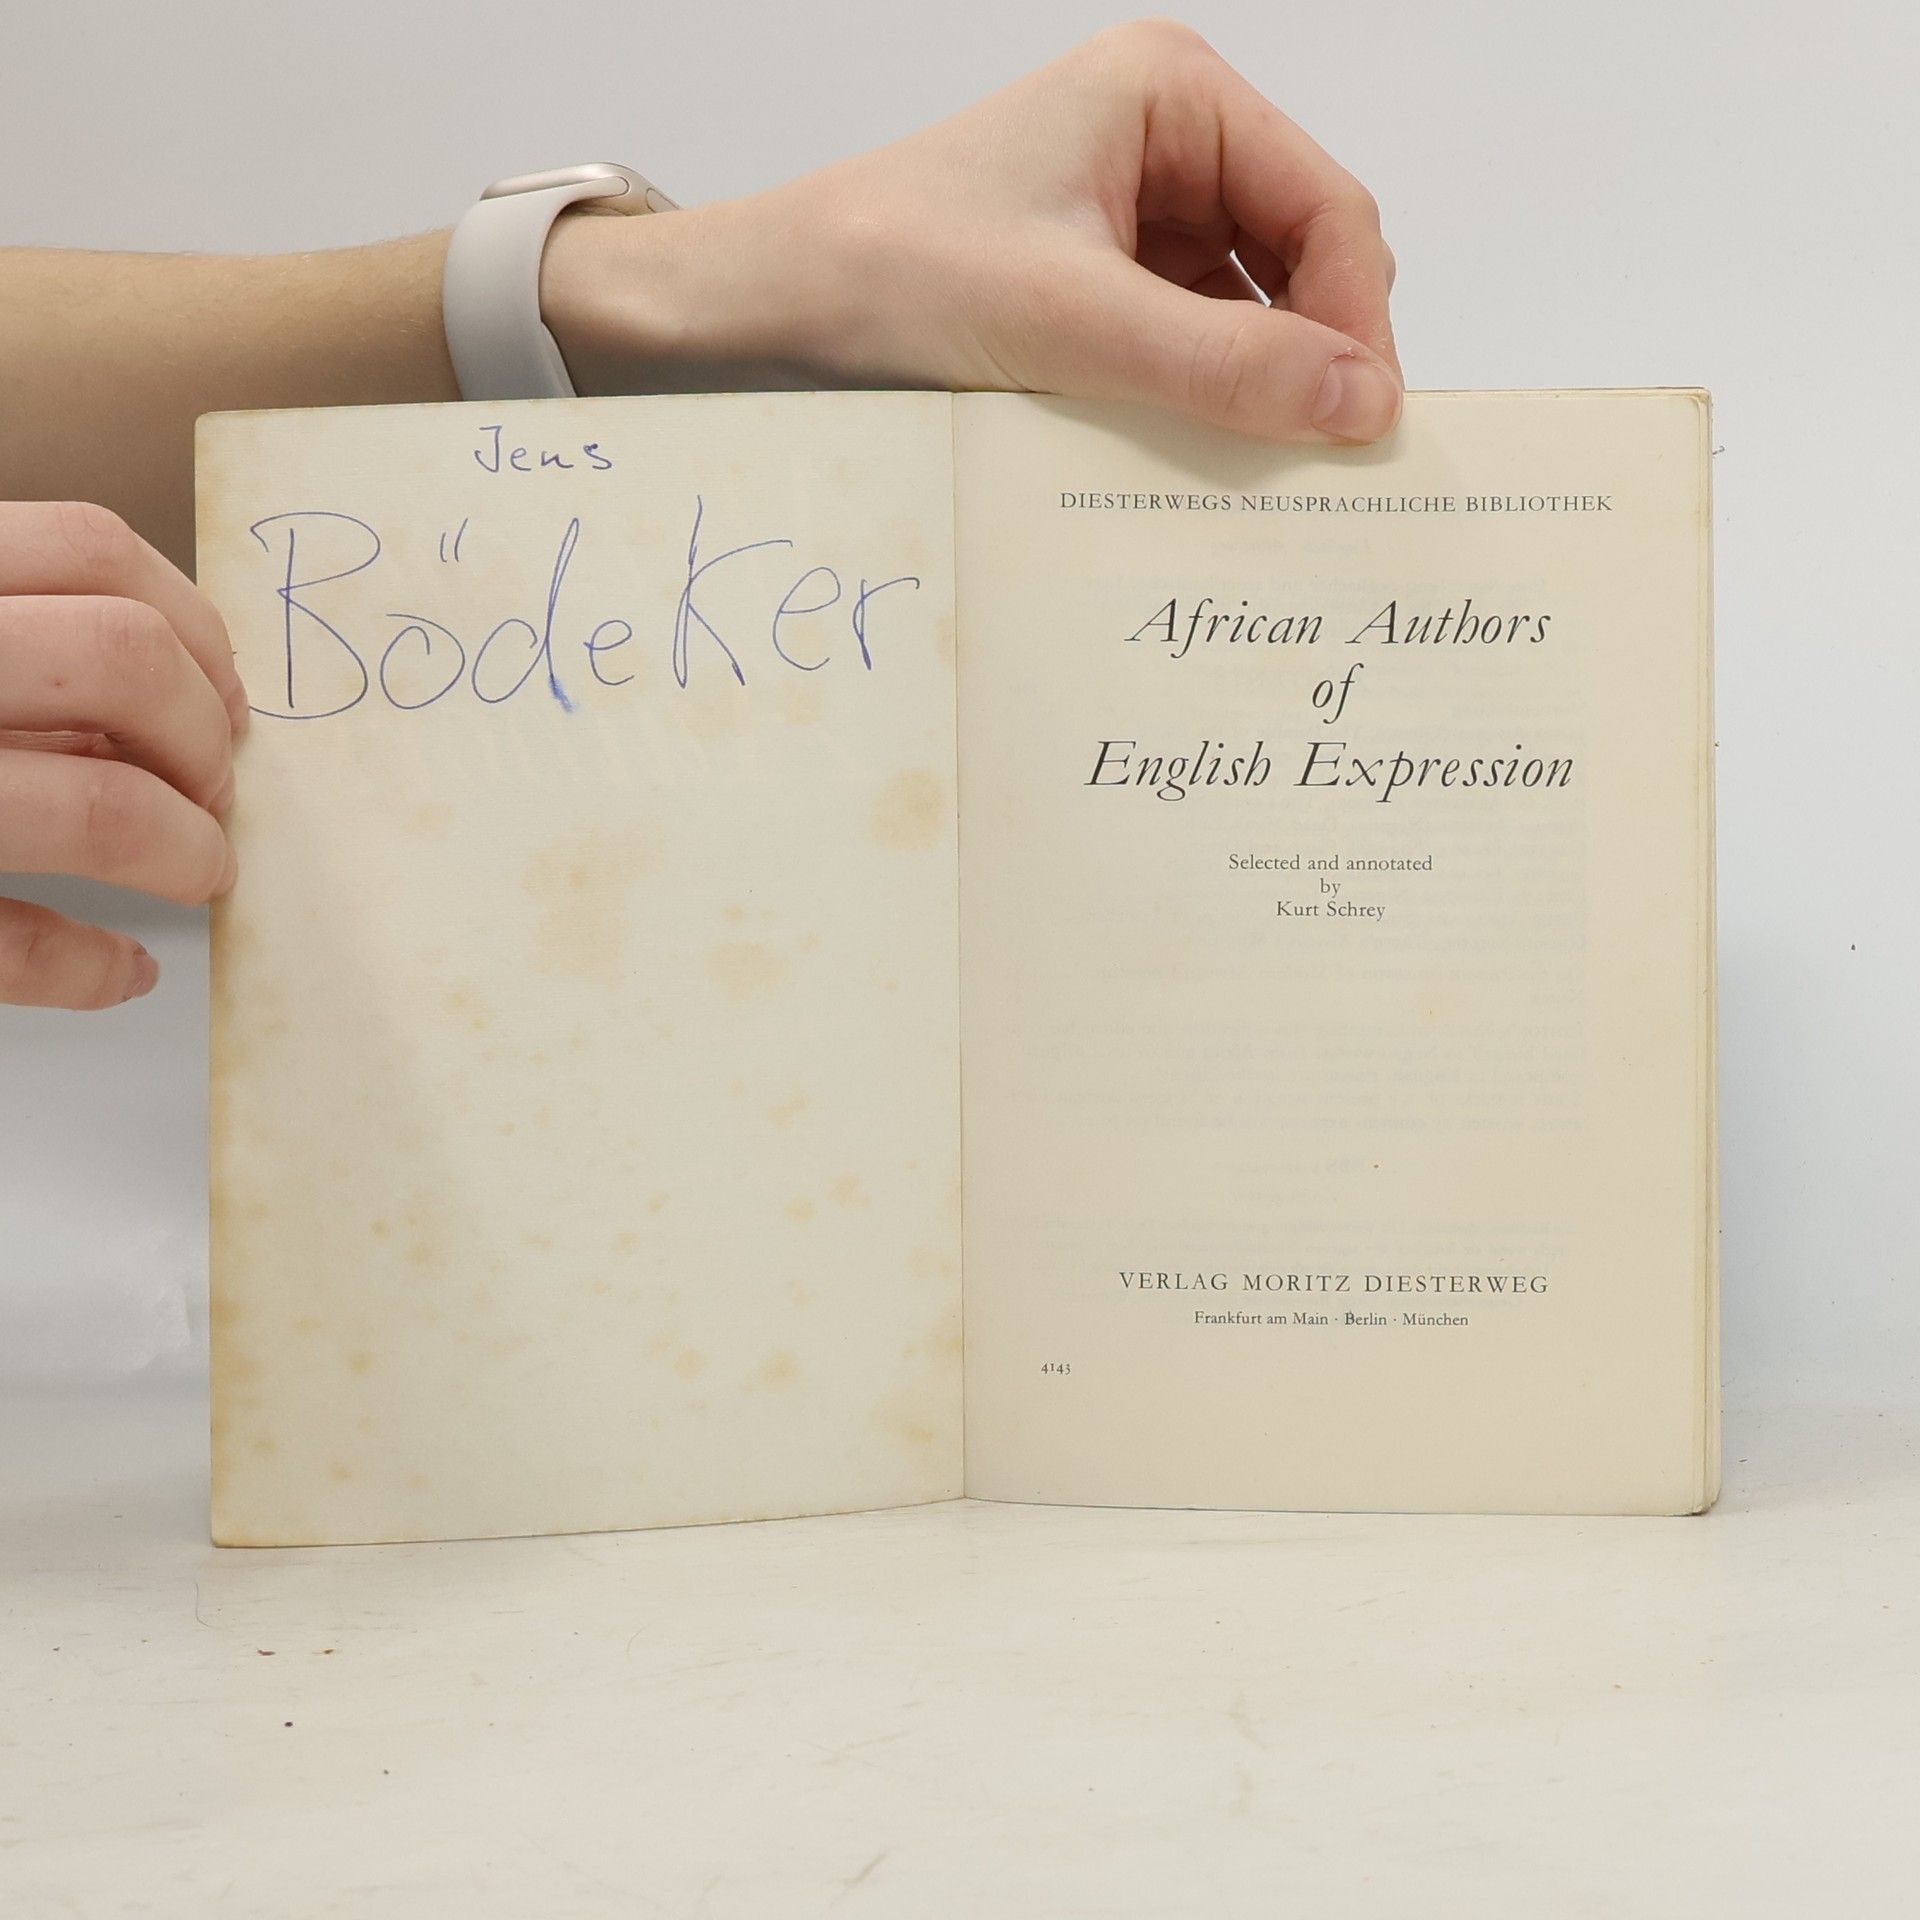 Jens
Bödeker
DIESTERWEGS NEUSPRACHLICHE BIBLIOTHEK
African Authors
of
English Expression
Selected and annotated
by
Kurt Schrey
VERLAG MORITZ DIESTERWEG
Frankfurt am Main · Berlin · München
4143